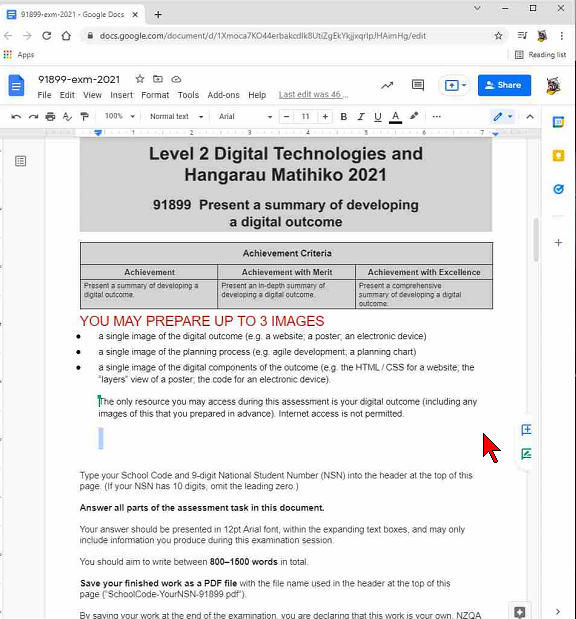 91899-exm-2021 - Google Docs
Apps
Reading list
91899-exm-2021
Share
File Edit View Insert Format Tools Add-ons Help Last edit was 46 ...
100% Normal text Arial 11 B I U A
1 2 3 4 5 6 7
Level 2 Digital Technologies and
Hangarau Matihiko 2021
91899 Present a summary of developing
a digital outcome
Achievement Criteria
Achievement Achievement with Merit Achievement with Excellence
Present a summary of developing a
digital outcome.
Present an in-depth summary of
developing a digital outcome.
Present a comprehensive
summary of developing a digital
outcome.
YOU MAY PREPARE UP TO 3 IMAGES
a single image of the digital outcome (e.g. a website; a poster; an electronic device)
a single image of the planning process (e.g. agile development; a planning chart)
a single image of the digital components of the outcome (e.g. the HTML / CSS for a website; the
“layers” view of a poster; the code for an electronic device).
The only resource you may access during this assessment is your digital outcome (including any
images of this that you prepared in advance). Internet access is not permitted.
Type your School Code and 9-digit National Student Number (NSN) into the header at the top of this
page. (If your NSN has 10 digits, omit the leading zero.)
Answer all parts of the assessment task in this document.
Your answer should be presented in 12pt Arial font, within the expanding text boxes, and may only
include information you produce during this examination session.
You should aim to write between 800–1500 words in total.
Save your finished work as a PDF file with the file name used in the header at the top of this
page (“SchoolCode-YourNSN-91899.pdf”).
By saving your work at the end of the examination, you are declaring that this work is your own. NZQA